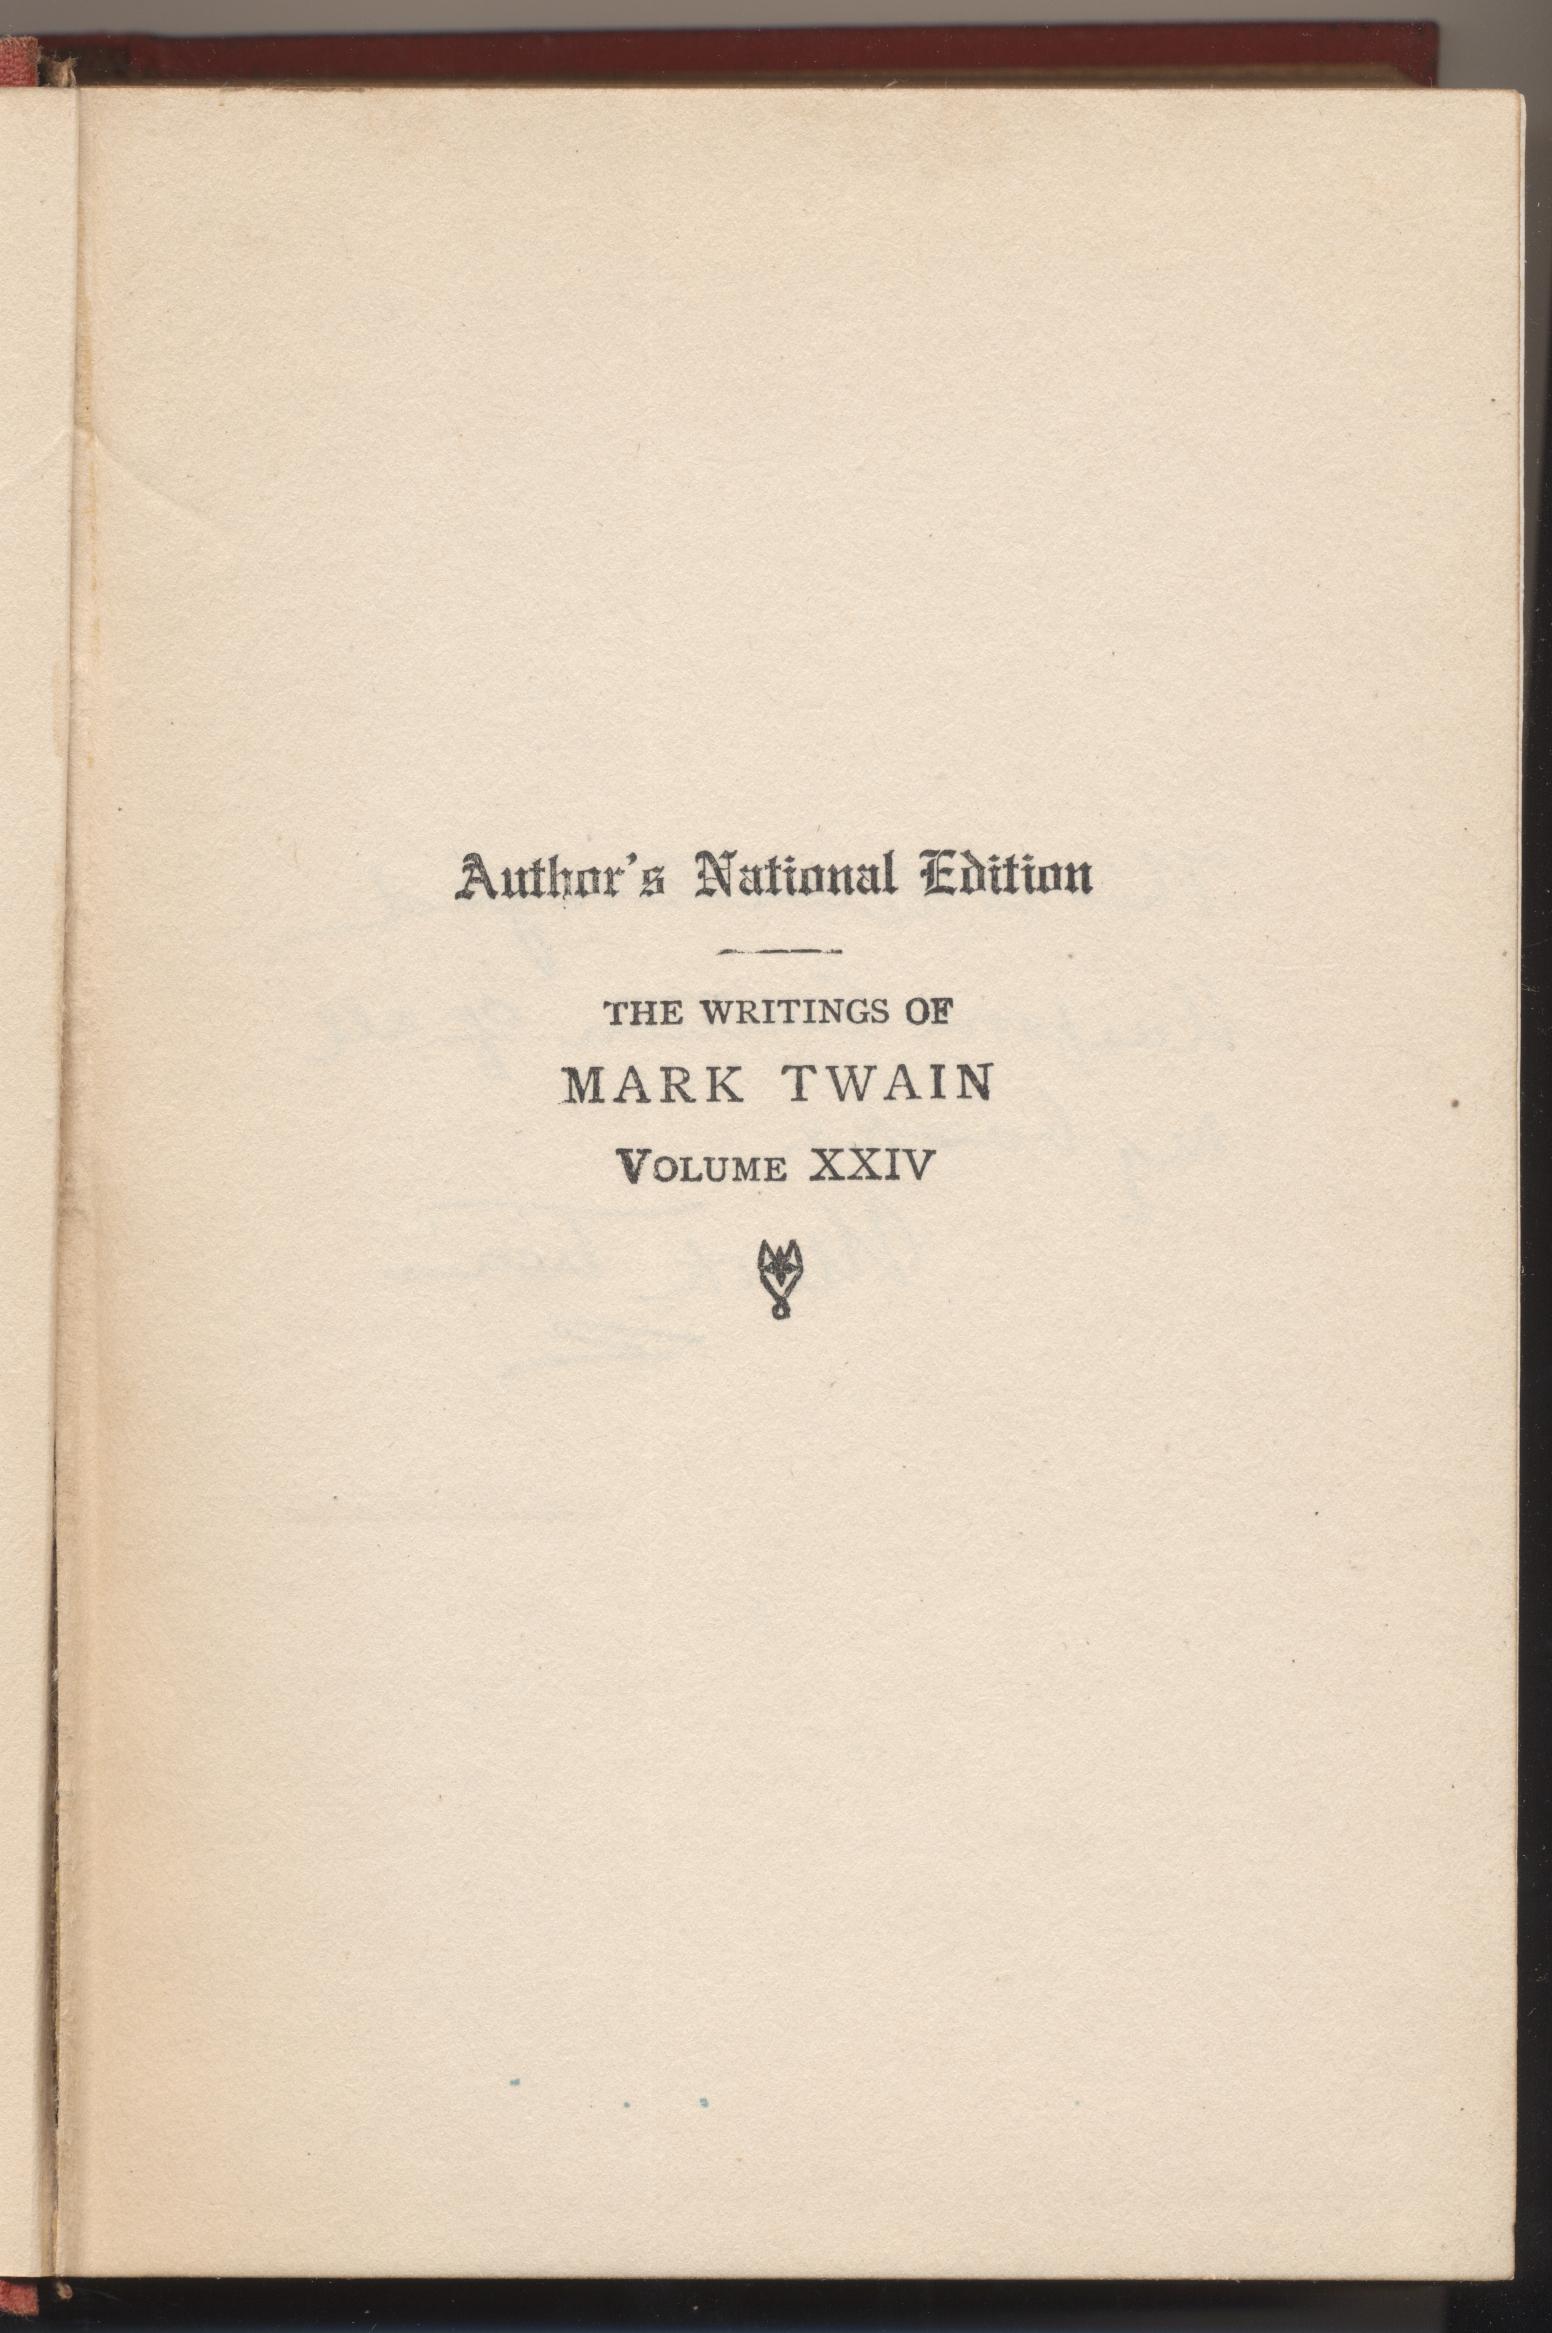 Author's National Edition
THE WRITINGS OF
MARK TWAIN
VOLUME XXIV